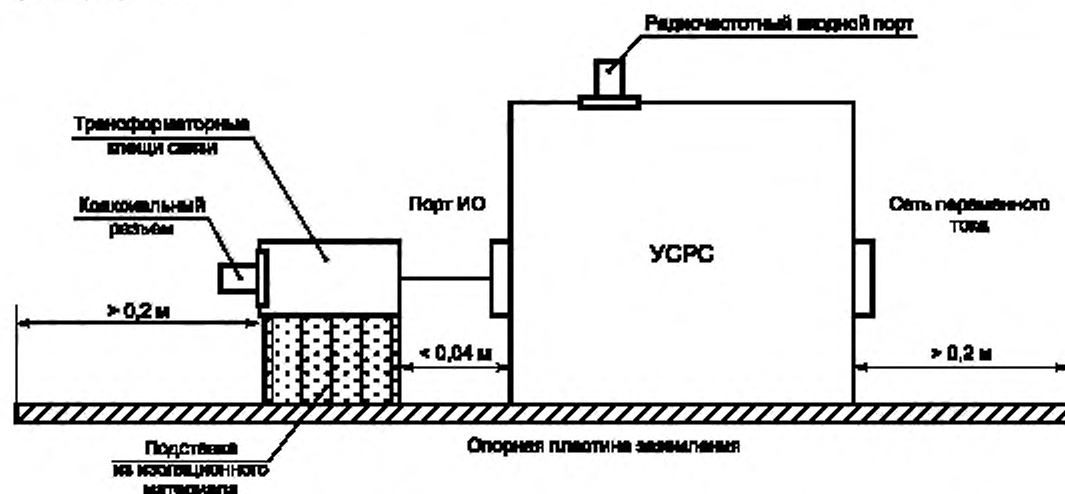 Радиочастотный входной порт
Трансформаторные
клещи связи
Коаксиальный
разъем
Порт ИО
УСРС
Сеть переменного
тока
> 0,2 м
< 0,04 м
> 0,2 м
Опорная пластина заземления
Подставка
из изоляционного
материала